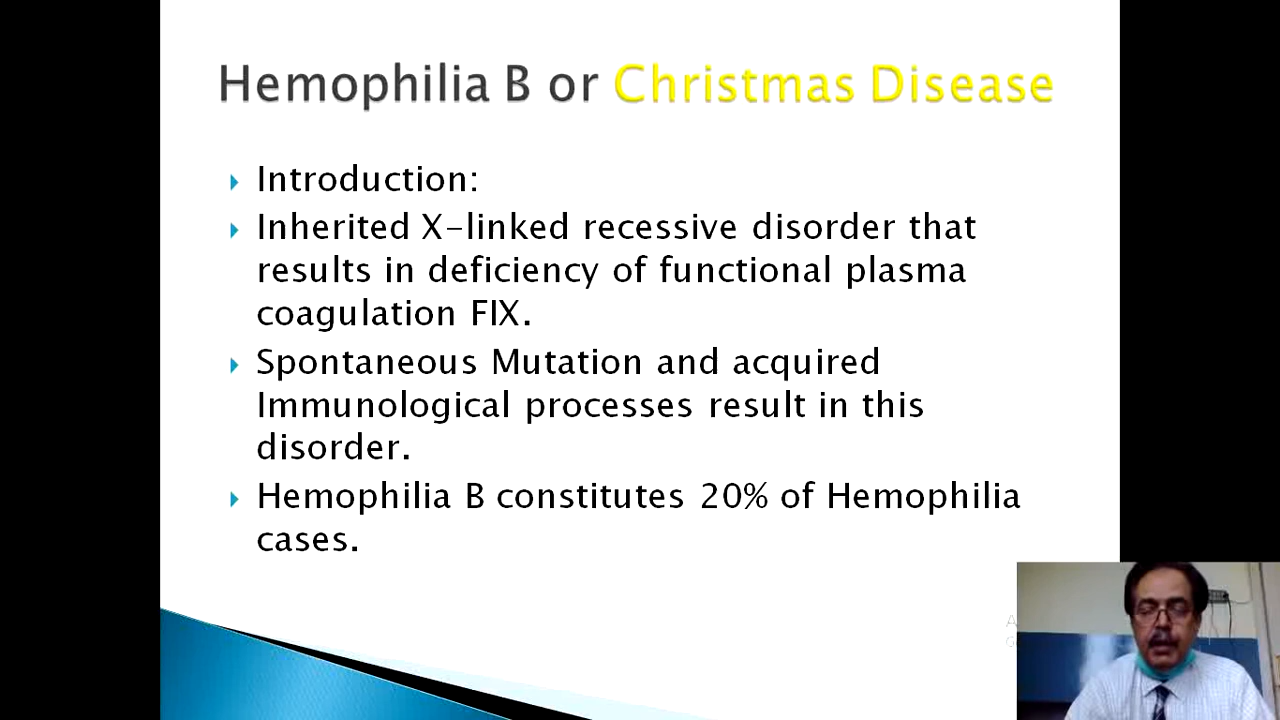 Hemophilia B or Christmas Disease
Introduction:
Inherited X-linked recessive disorder that
results in deficiency of functional plasma
coagulation FIX.
Spontaneous Mutation and acquired
Immunological processes result in this
disorder.
Hemophilia B constitutes 20% of Hemophilia
cases.